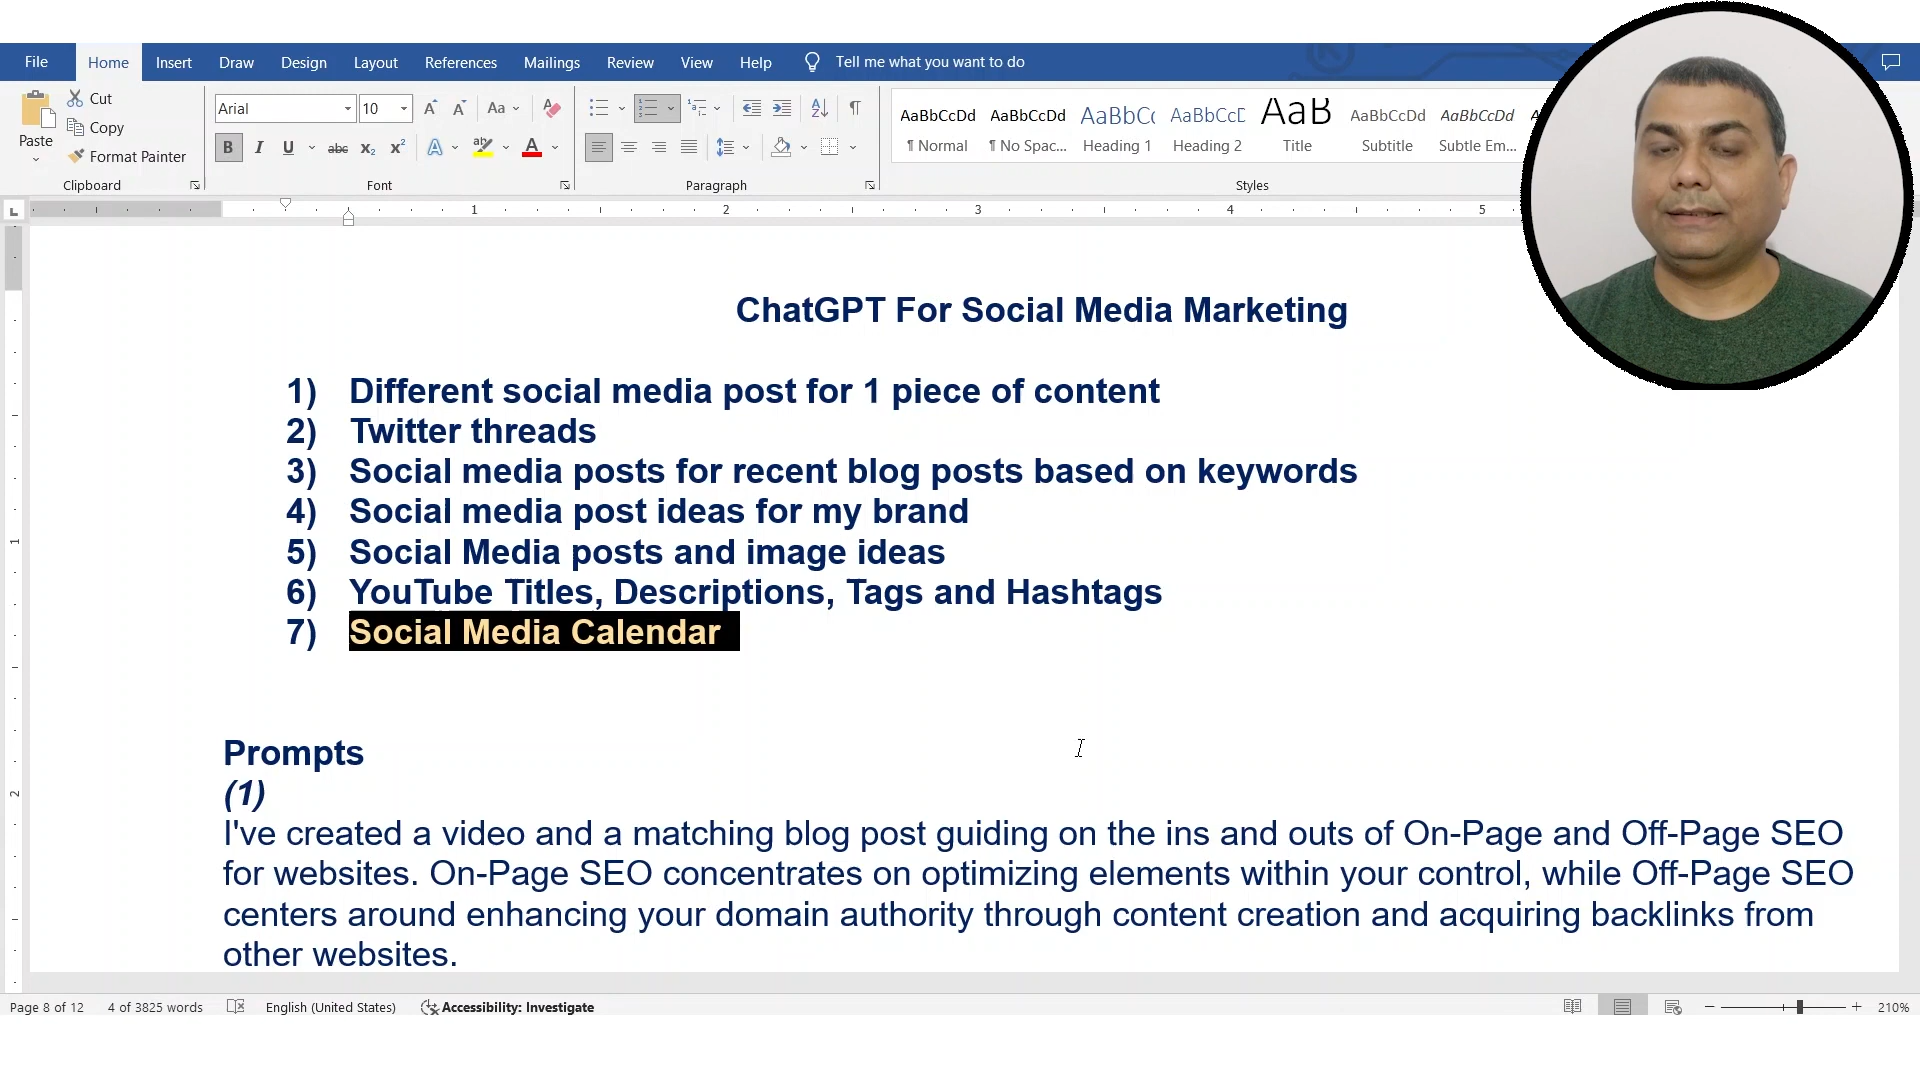 File Home Insert Draw Design Layout References Mailings Review View Help Tell me what you want to do
Paste
Cut
Copy
Format Painter
Clipboard
Arial 10
Font
Paragraph
AaBbCcDd AaBbCcDd AaBbCc AaBbCcD AaB AaBbCcDd AaBbCcDd
¶ Normal ¶ No Spac... Heading 1 Heading 2 Title Subtitle Subtle Em...
Styles
1 2 3 4 5
ChatGPT For Social Media Marketing
1) Different social media post for 1 piece of content
2) Twitter threads
3) Social media posts for recent blog posts based on keywords
4) Social media post ideas for my brand
5) Social Media posts and image ideas
6) YouTube Titles, Descriptions, Tags and Hashtags
7) Social Media Calendar
Prompts
(1)
I've created a video and a matching blog post guiding on the ins and outs of On-Page and Off-Page SEO
for websites. On-Page SEO concentrates on optimizing elements within your control, while Off-Page SEO
centers around enhancing your domain authority through content creation and acquiring backlinks from
other websites.
Page 8 of 12 4 of 3825 words English (United States) Accessibility: Investigate 210%